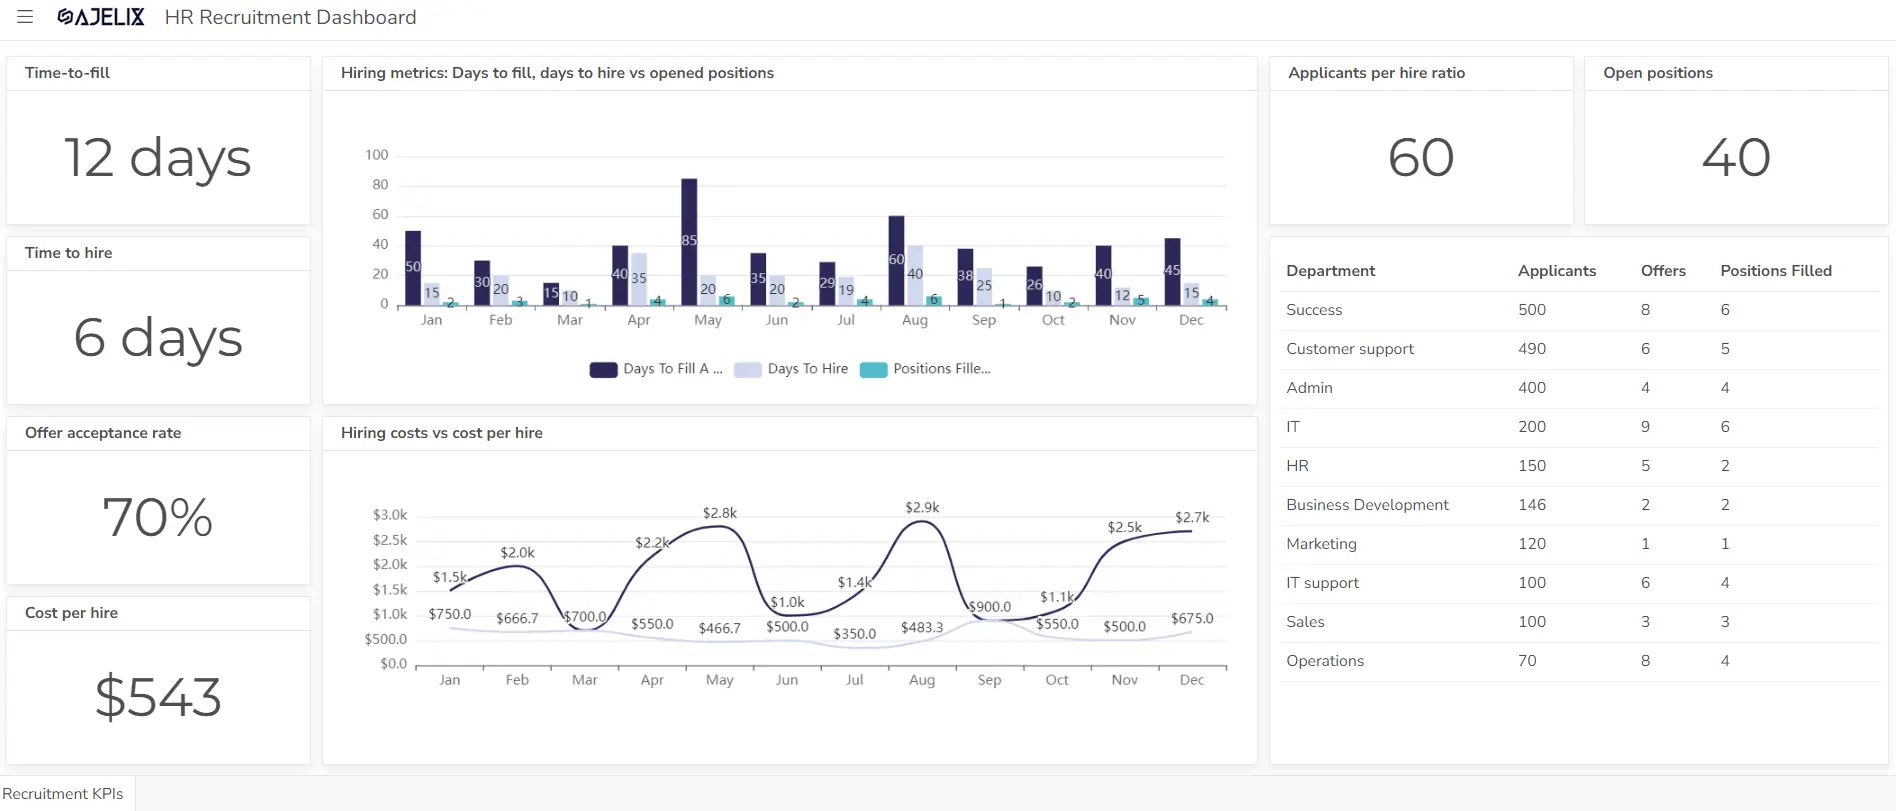 AJELIX HR Recruitment Dashboard
Time-to-fill
12 days
Time to hire
6 days
Offer acceptance rate
70%
Cost per hire
$543
Hiring metrics: Days to fill, days to hire vs opened positions
100
80
60
40
20
0
50 15 2
30 20 3
15 10 1
40 35 4
85 20 6
35 20 2
29 19 4
60 40 6
38 25 1
26 10 2
40 12 5
45 15 4
Jan Feb Mar Apr May Jun Jul Aug Sep Oct Nov Dec
Days To Fill A ... Days To Hire Positions Fille...
Hiring costs vs cost per hire
$3.0k
$2.5k
$2.0k
$1.5k
$1.0k
$500.0
$0.0
$1.5k $2.0k $2.2k $2.8k $1.0k $1.4k $2.9k $900.0 $1.1k $2.5k $2.7k
$750.0 $666.7 $700.0 $550.0 $466.7 $500.0 $350.0 $483.3 $550.0 $500.0 $675.0
Jan Feb Mar Apr May Jun Jul Aug Sep Oct Nov Dec
Applicants per hire ratio
60
Open positions
40
Department Applicants Offers Positions Filled
Success 500 8 6
Customer support 490 6 5
Admin 400 4 4
IT 200 9 6
HR 150 5 2
Business Development 146 2 2
Marketing 120 1 1
IT support 100 6 4
Sales 100 3 3
Operations 70 8 4
Recruitment KPIs